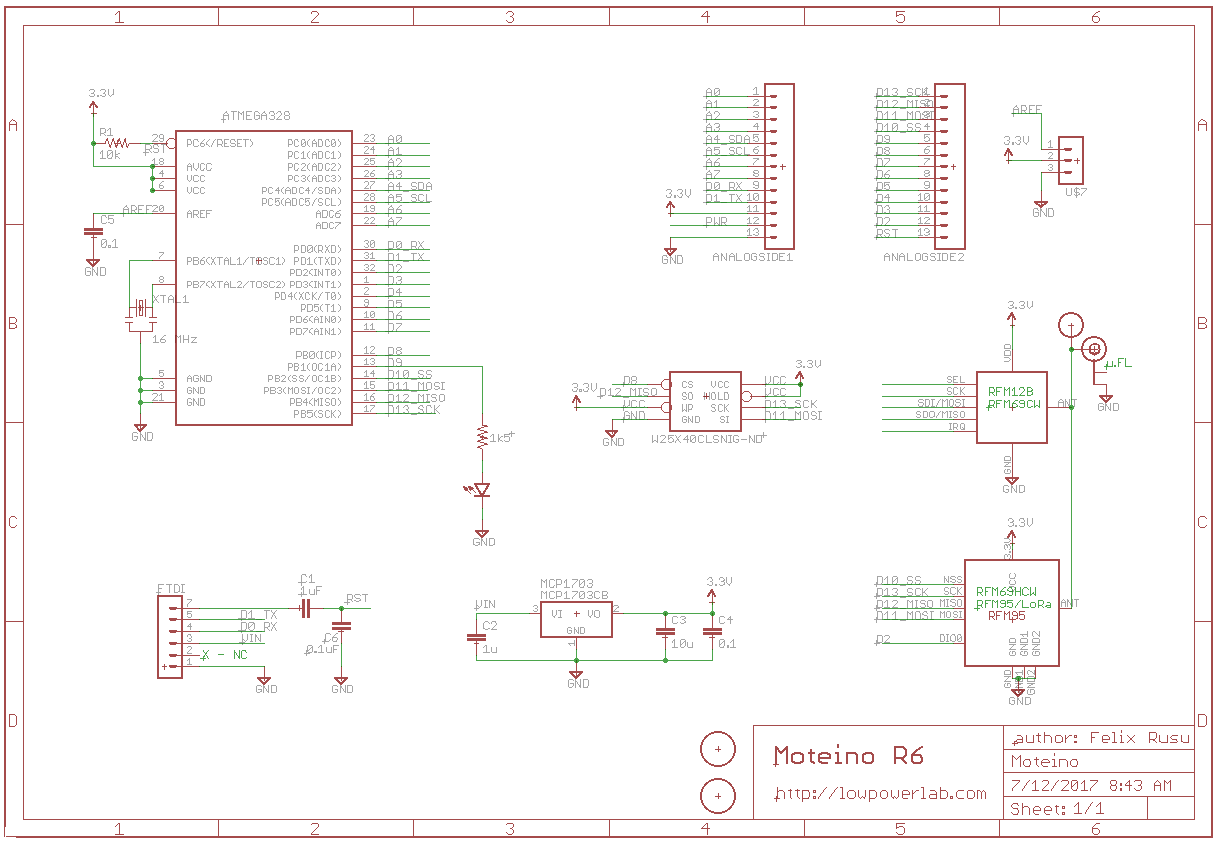 1 2 3 4 5 6
A
B
C
D
A
B
C
D
1 2 3 4 5 6
3.3V
R1
10k
RST
ATMEGA328
29 PC6(/RESET)
18 AVCC
4 VCC
6 VCC
AREF 20 AREF
C5
0.1
GND
7 PB6(XTAL1/TOSC1)
8 PB7(XTAL2/TOSC2)
XTAL1
16 MHz
5 AGND
3 GND
21 GND
GND
PC0(ADC0) 23 A0
PC1(ADC1) 24 A1
PC2(ADC2) 25 A2
PC3(ADC3) 26 A3
PC4(ADC4/SDA) 27 A4_SDA
PC5(ADC5/SCL) 28 A5_SCL
ADC6 19 A6
ADC7 22 A7
PD0(RXD) 30 D0_RX
PD1(TXD) 31 D1_TX
PD2(INT0) 32 D2
PD3(INT1) 1 D3
PD4(XCK/T0) 2 D4
PD5(T1) 9 D5
PD6(AIN0) 10 D6
PD7(AIN1) 11 D7
PB0(ICP) 12 D8
PB1(OC1A) 13 D9
PB2(SS/OC1B) 14 D10_SS
PB3(MOSI/OC2) 15 D11_MOSI
PB4(MISO) 16 D12_MISO
PB5(SCK) 17 D13_SCK
1k5
GND
A0 1
A1 2
A2 3
A3 4
A4_SDA 5
A5_SCL 6
A6 7
A7 8
D0_RX 9
D1_TX 10
3.3V 11
PWR 12
13
GND
ANALOGSIDE1
D13_SCK 1
D12_MISO 2
D11_MOSI 3
D10_SS 4
D9 5
D8 6
D7 7
D6 8
D5 9
D4 10
D3 11
D2 12
RST 13
ANALOGSIDE2
AREF
3.3V
1
2
3
GND
U$7
3.3V
D8 CS
D12_MISO SO
VCC WP
GND GND
GND
VCC VCC
HOLD VCC
SCK D13_SCK
SI D11_MOSI
3.3V
W25X40CLSNIG-ND
3.3V
VDD
SEL
SCK
SDI/MOSI
SDO/MISO
IRQ
RFM12B
RFM69CW
ANT
GND
GND
µ.FL
GND
3.3V
3.3V
VCC
D10_SS NSS
D13_SCK SCK
D12_MISO MISO
D11_MOSI MOSI
D2 DIO0
RFM69HCW
RFM95/LoRa
RFM95
ANT
GND
GND1
GND2
GND
GND1
GND2
GND
FTDI
7
5 D1_TX
4 D0_RX
3 VIN
2 X - NC
1
GND
C1
1uF
RST
C6
0.1uF
GND
MCP1703
MCP1703CB
VIN 3 VI VO 2
GND
1
C2
1u
C3
10u
C4
0.1
3.3V
GND
Moteino R6
http://lowpowerlab.com
author: Felix Rusu
Moteino
7/12/2017 8:43 AM
Sheet: 1/1